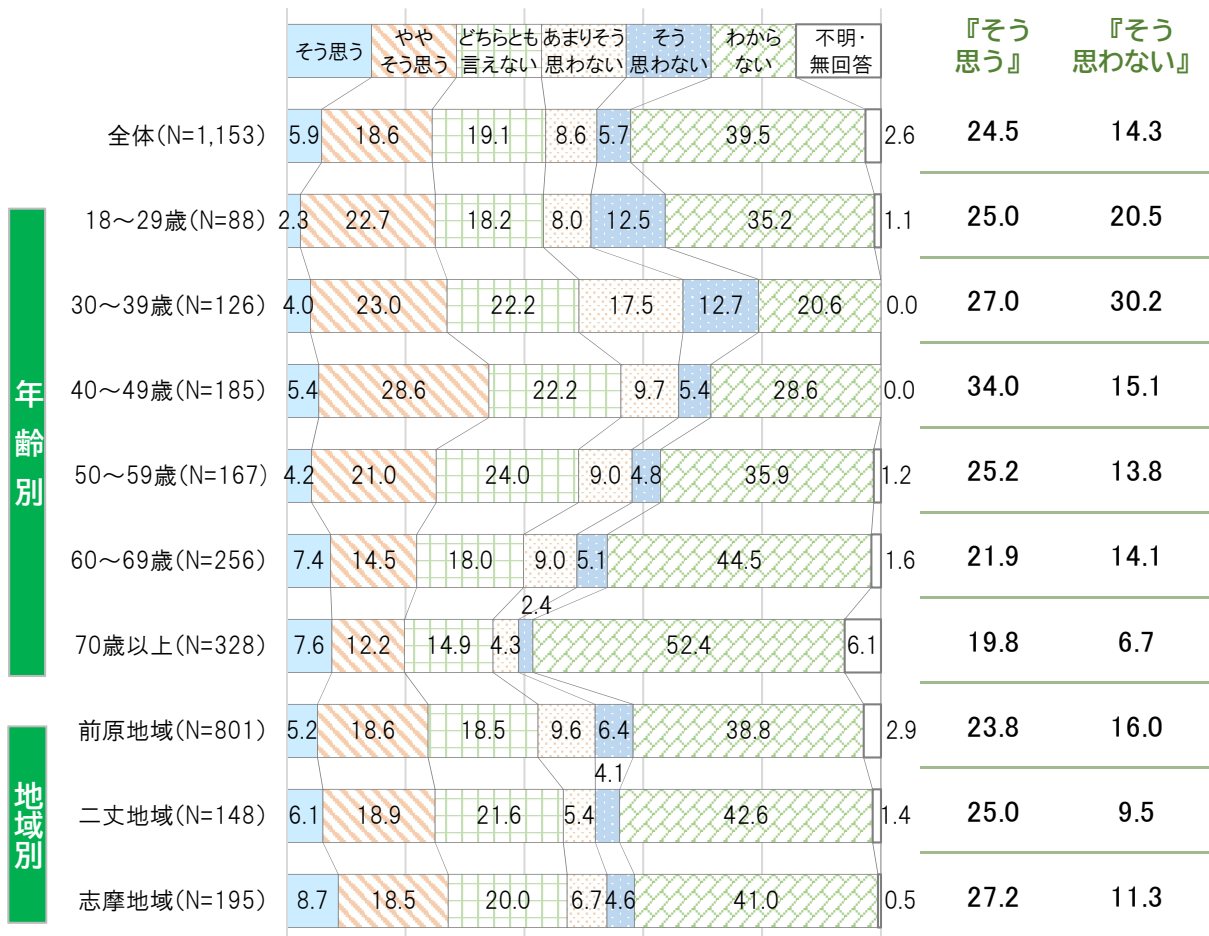 そう思う
やや
そう思う
どちらとも
言えない
あまりそう
思わない
そう
思わない
わから
ない
不明・
無回答
『そう
思う』
『そう
思わない』
全体(N=1,153) 5.9 18.6 19.1 8.6 5.7 39.5 2.6 24.5 14.3
年齢別
18～29歳(N=88) 2.3 22.7 18.2 8.0 12.5 35.2 1.1 25.0 20.5
30～39歳(N=126) 4.0 23.0 22.2 17.5 12.7 20.6 0.0 27.0 30.2
40～49歳(N=185) 5.4 28.6 22.2 9.7 5.4 28.6 0.0 34.0 15.1
50～59歳(N=167) 4.2 21.0 24.0 9.0 4.8 35.9 1.2 25.2 13.8
60～69歳(N=256) 7.4 14.5 18.0 9.0 5.1 44.5 1.6 21.9 14.1
70歳以上(N=328) 7.6 12.2 14.9 4.3 2.4 52.4 6.1 19.8 6.7
地域別
前原地域(N=801) 5.2 18.6 18.5 9.6 6.4 38.8 2.9 23.8 16.0
二丈地域(N=148) 6.1 18.9 21.6 5.4 4.1 42.6 1.4 25.0 9.5
志摩地域(N=195) 8.7 18.5 20.0 6.7 4.6 41.0 0.5 27.2 11.3